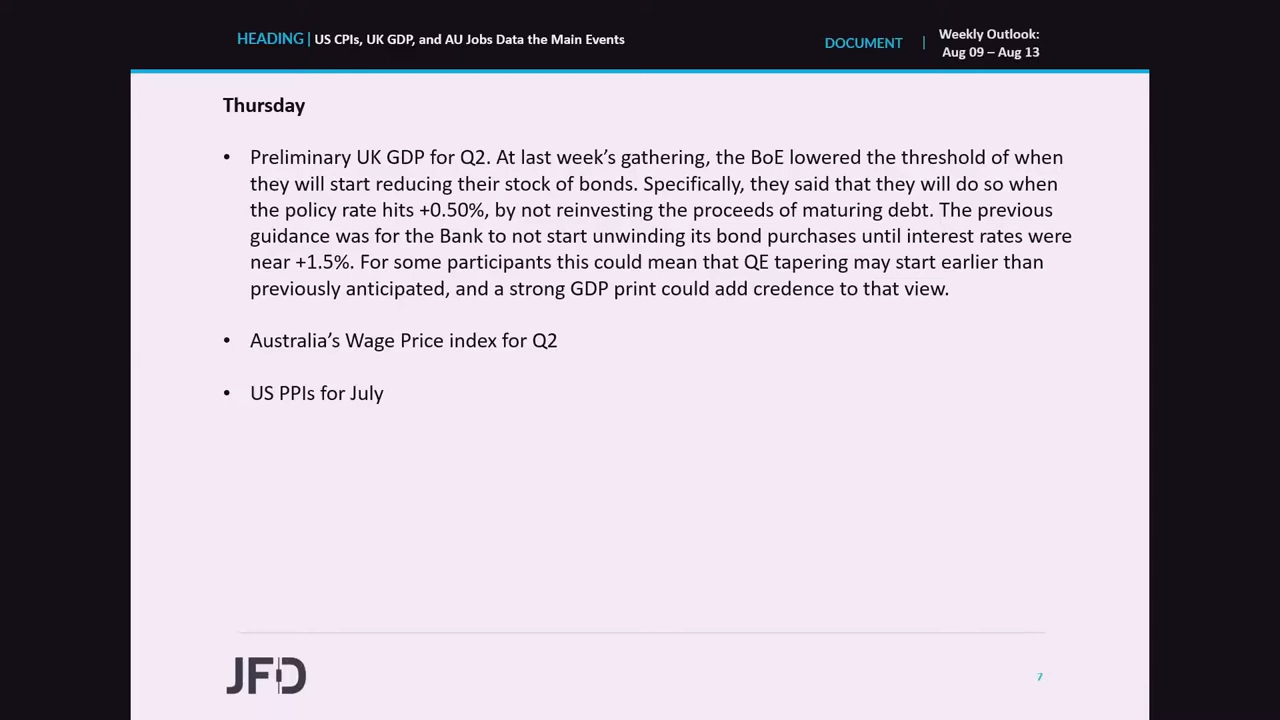 HEADING | US CPIs, UK GDP, and AU Jobs Data the Main Events
DOCUMENT | Weekly Outlook:
Aug 09 – Aug 13
Thursday
• Preliminary UK GDP for Q2. At last week’s gathering, the BoE lowered the threshold of when
they will start reducing their stock of bonds. Specifically, they said that they will do so when
the policy rate hits +0.50%, by not reinvesting the proceeds of maturing debt. The previous
guidance was for the Bank to not start unwinding its bond purchases until interest rates were
near +1.5%. For some participants this could mean that QE tapering may start earlier than
previously anticipated, and a strong GDP print could add credence to that view.
• Australia’s Wage Price index for Q2
• US PPIs for July
JFD
7